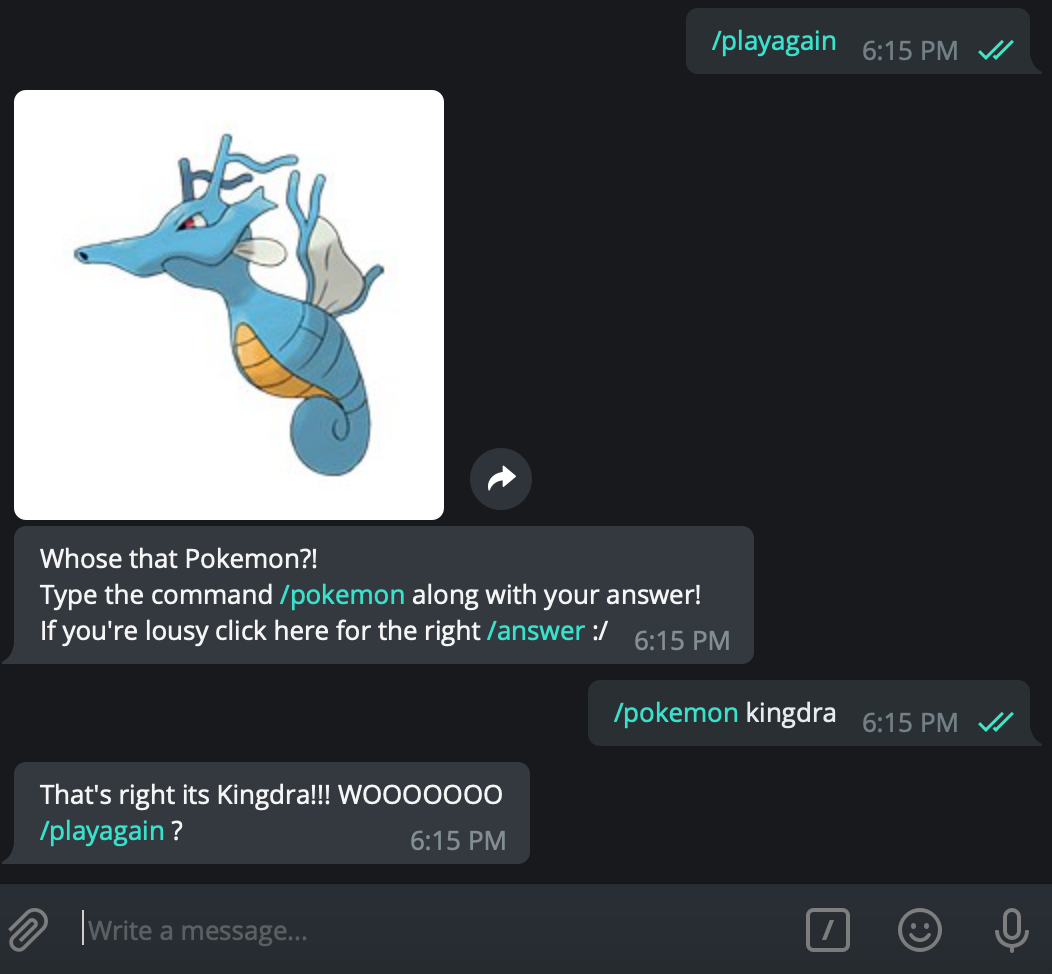 /playagain 6:15 PM
Whose that Pokemon?!
Type the command /pokemon along with your answer!
If you're lousy click here for the right /answer :/ 6:15 PM
/pokemon kingdra 6:15 PM
That's right its Kingdra!!! WOOOOOOO
/playagain ? 6:15 PM
/
Write a message...